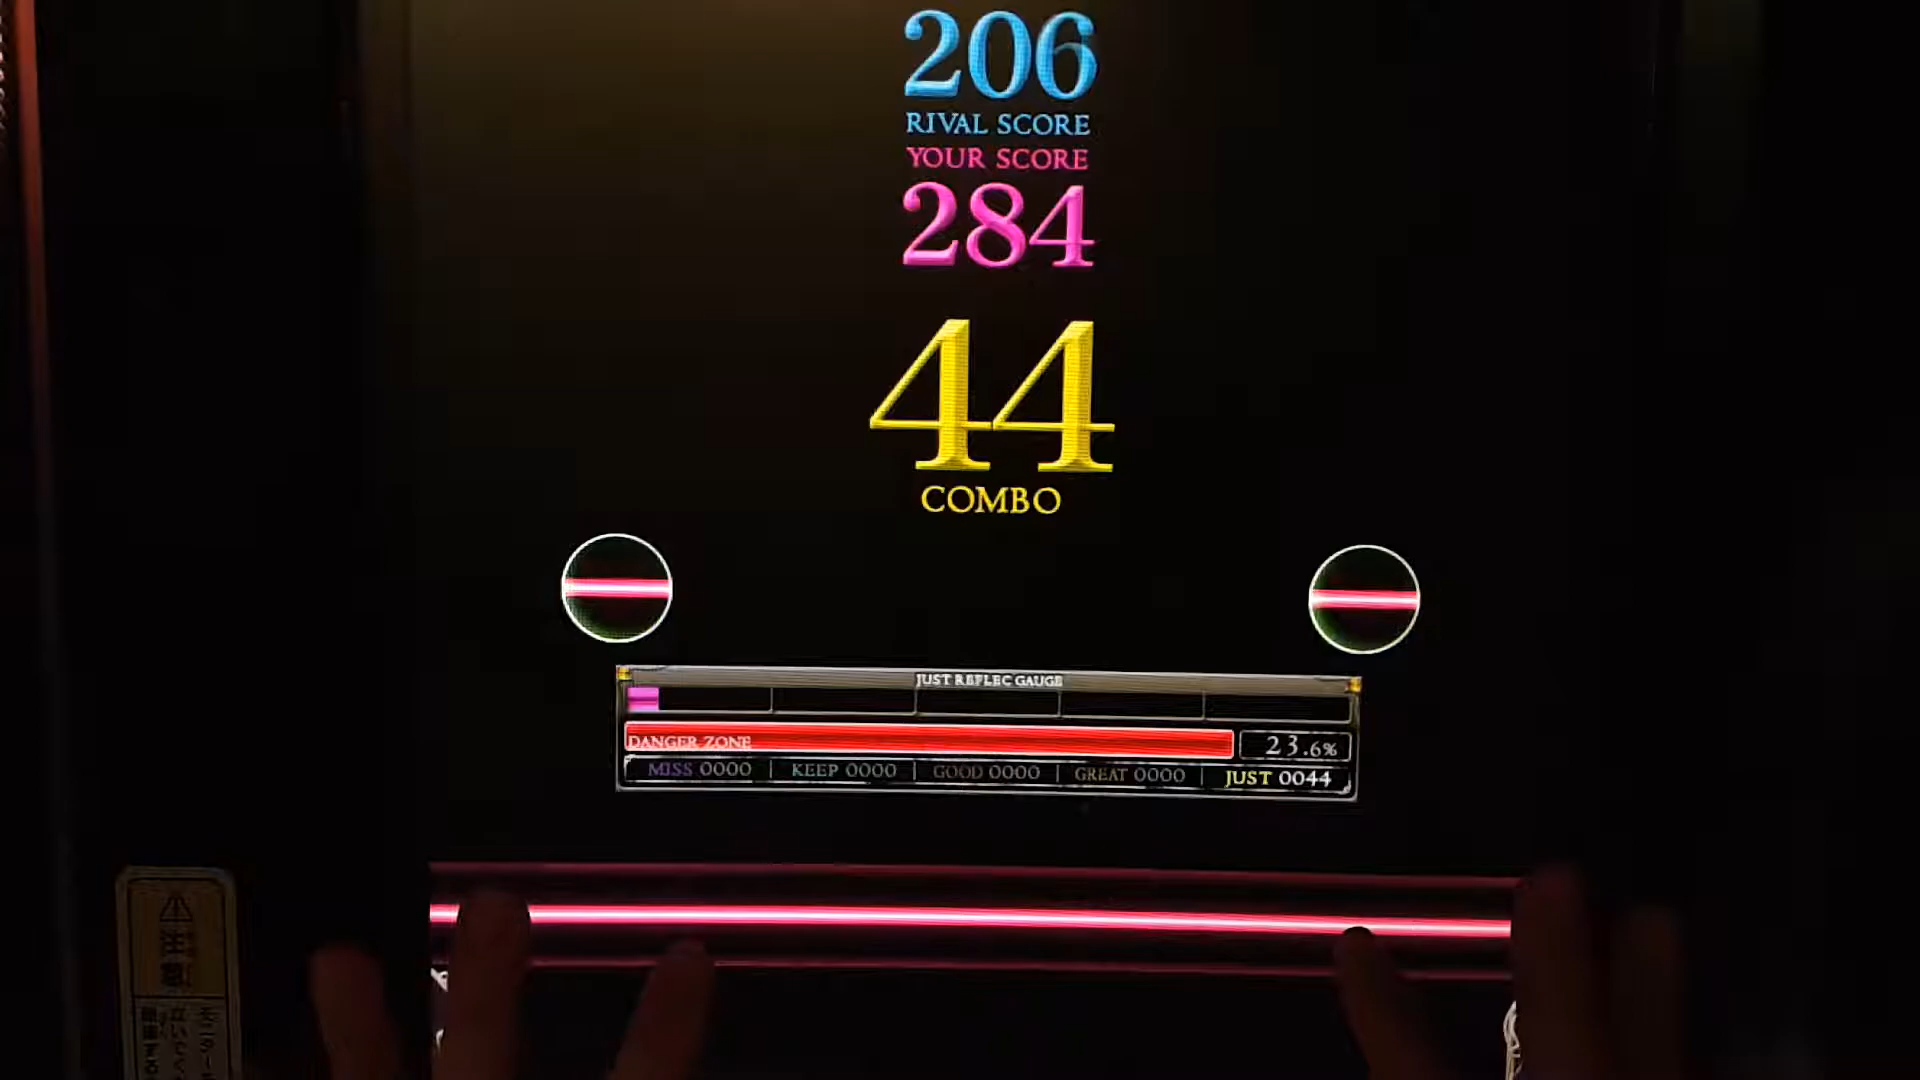 206
RIVAL SCORE
YOUR SCORE
284
44
COMBO
JUST REFLEC GAUGE
DANGER ZONE 23.6%
MISS 0000 KEEP 0000 GOOD 0000 GREAT 0000 JUST 0044